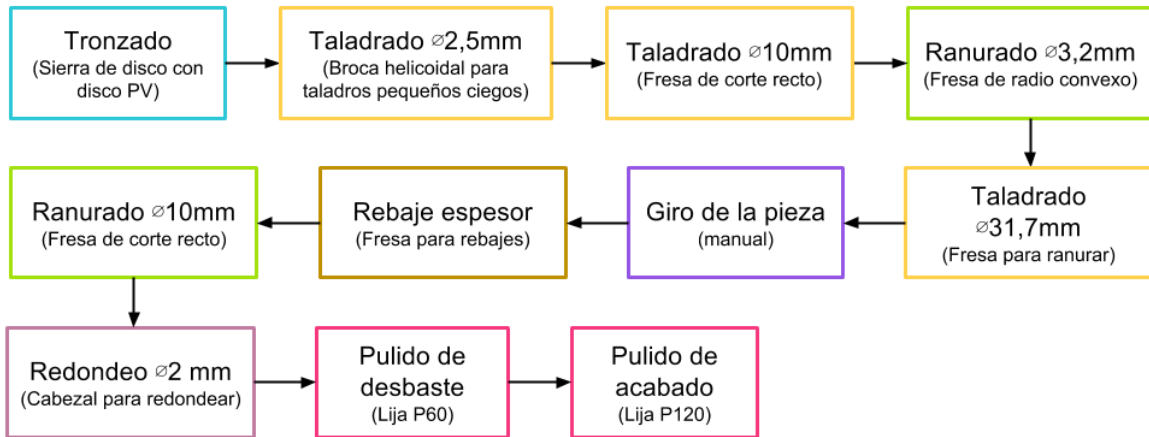 Tronzado
(Sierra de disco con
disco PV)
Taladrado ∅2,5mm
(Broca helicoidal para
taladros pequeños ciegos)
Taladrado ∅10mm
(Fresa de corte recto)
Ranurado ∅3,2mm
(Fresa de radio convexo)
Taladrado
∅31,7mm
(Fresa para ranurar)
Giro de la pieza
(manual)
Rebaje espesor
(Fresa para rebajes)
Ranurado ∅10mm
(Fresa de corte recto)
Redondeo ∅2 mm
(Cabezal para redondear)
Pulido de
desbaste
(Lija P60)
Pulido de
acabado
(Lija P120)